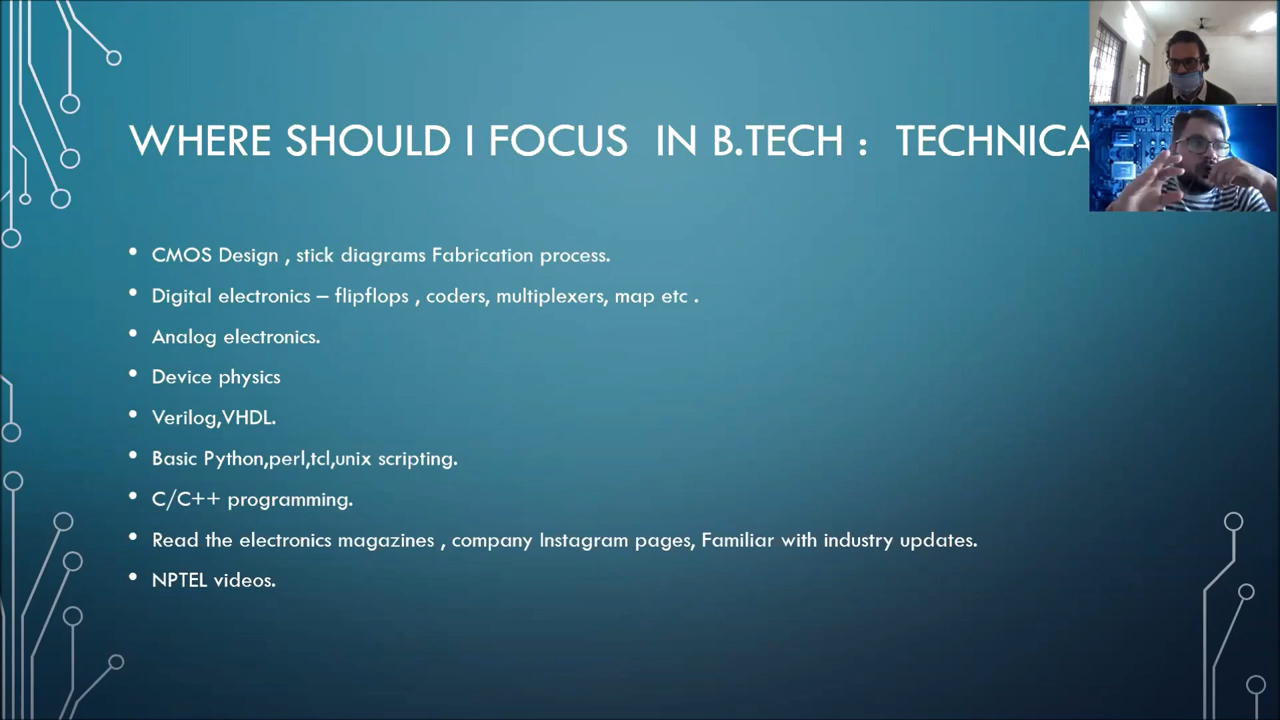 WHERE SHOULD I FOCUS IN B.TECH : TECHNICA
• CMOS Design , stick diagrams Fabrication process.
• Digital electronics – flipflops , coders, multiplexers, map etc .
• Analog electronics.
• Device physics
• Verilog,VHDL.
• Basic Python,perl,tcl,unix scripting.
• C/C++ programming.
• Read the electronics magazines , company Instagram pages, Familiar with industry updates.
• NPTEL videos.